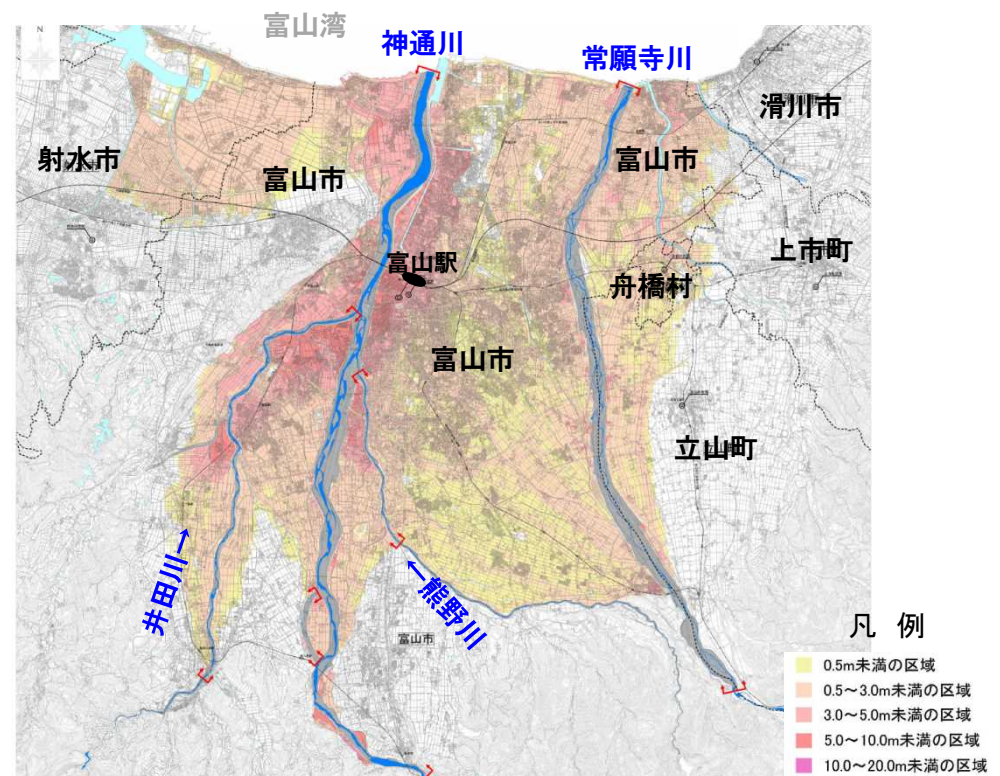 富山湾
神通川
常願寺川
滑川市
射水市
富山市
富山市
上市町
富山駅
舟橋村
富山市
立山町
井田川→
←熊野川
富山市
凡 例
0.5m未満の区域
0.5～3.0m未満の区域
3.0～5.0m未満の区域
5.0～10.0m未満の区域
10.0～20.0m未満の区域
N